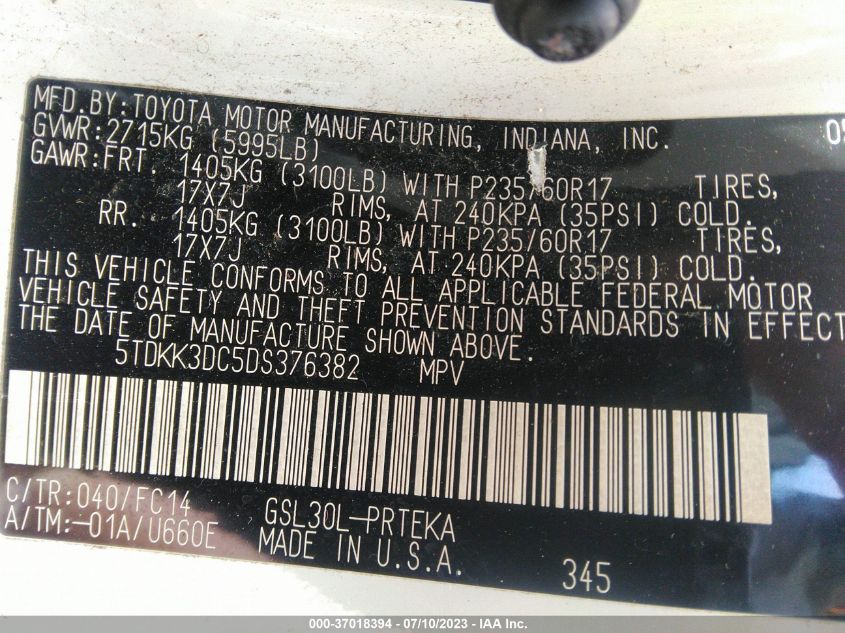 MFD.BY:TOYOTA MOTOR MANUFACTURING, INDIANA, INC. 05
GVWR:2715KG (5995LB)
GAWR:FRT. 1405KG (3100LB) WITH P235/60R17 TIRES,
17X7J RIMS, AT 240KPA (35PSI) COLD.
RR. 1405KG (3100LB) WITH P235/60R17 TIRES,
17X7J RIMS, AT 240KPA (35PSI) COLD.
THIS VEHICLE CONFORMS TO ALL APPLICABLE FEDERAL MOTOR
VEHICLE SAFETY AND THEFT PREVENTION STANDARDS IN EFFECT
THE DATE OF MANUFACTURE SHOWN ABOVE.
5TDKK3DC5DS376382 MPV
C/TR:040/FC14 GSL30L-PRTEKA
A/TM:-01A/U660E MADE IN U.S.A. 345
000-37018394 - 07/10/2023 - IAA Inc.